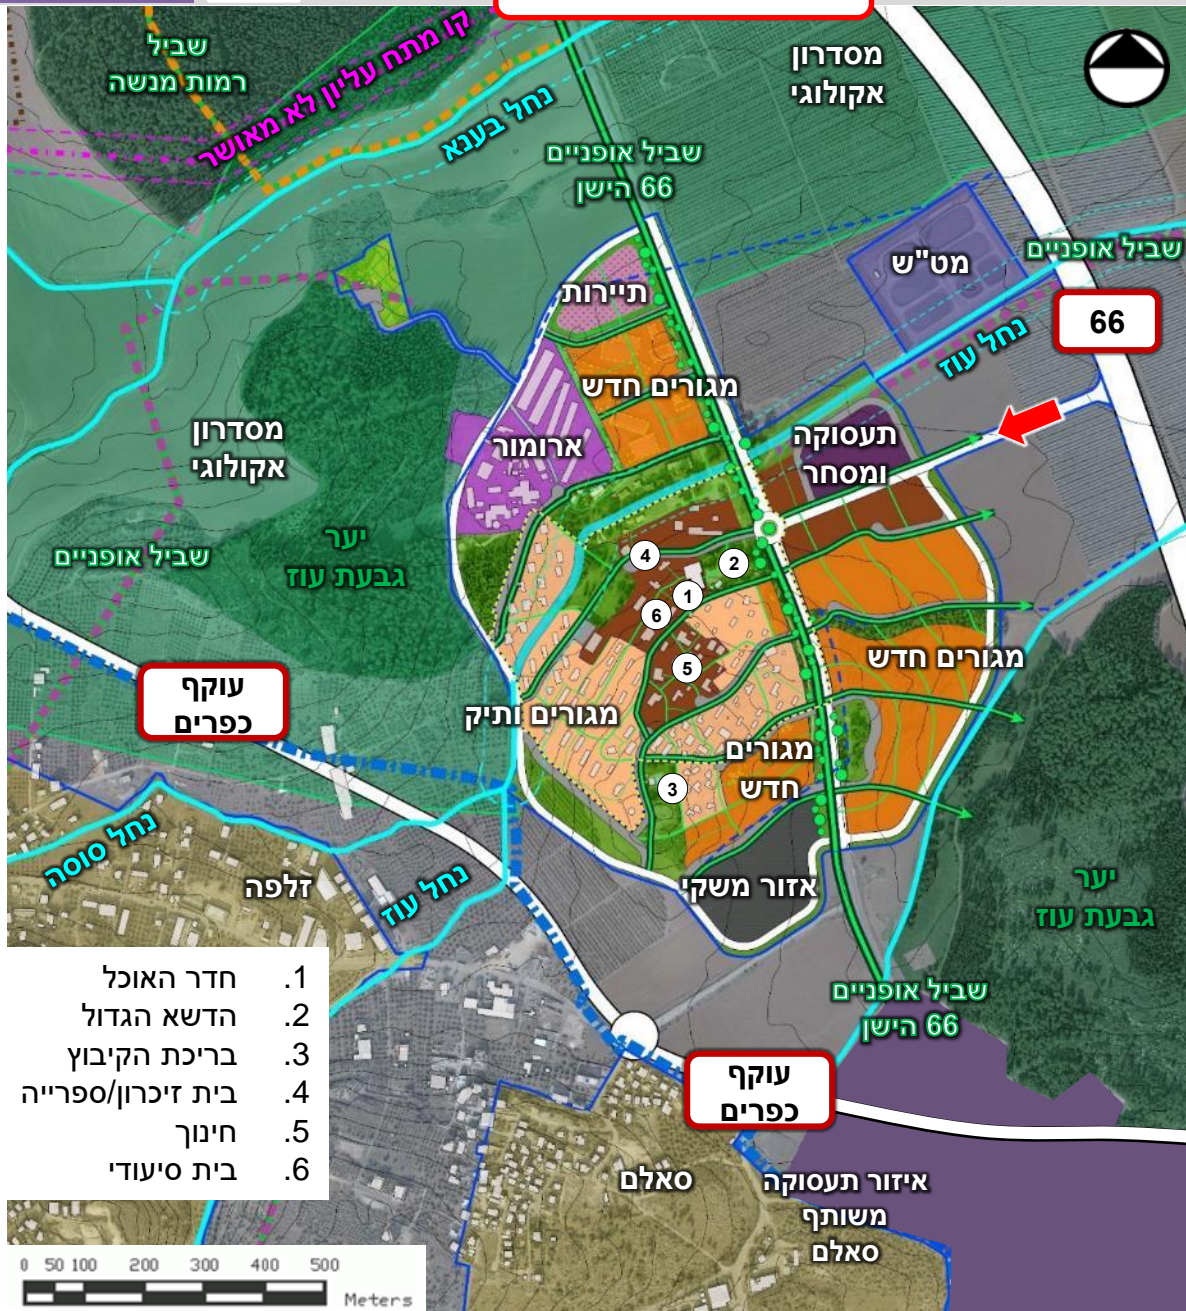 שביל
רמות מנשה
קו מתח עליון לא מאושר
נחל בענא
מסדרון
אקולוגי
שביל אופניים
66 הישן
שביל אופניים
מט"ש
66
נחל עוז
תיירות
מגורים חדש
ארומור
תעסוקה
ומסחר
מסדרון
אקולוגי
יער
גבעת עוז
שביל אופניים
4
2
1
6
5
3
מגורים חדש
מגורים ותיק
מגורים
חדש
עוקף
כפרים
נחל סוסה
זלפה
נחל עוז
אזור משקי
יער
גבעת עוז
שביל אופניים
66 הישן
עוקף
כפרים
סאלם
איזור תעסוקה
משותף
סאלם
1. חדר האוכל
2. הדשא הגדול
3. בריכת הקיבוץ
4. בית זיכרון/ספרייה
5. חינוך
6. בית סיעודי
0 50 100 200 300 400 500
Meters